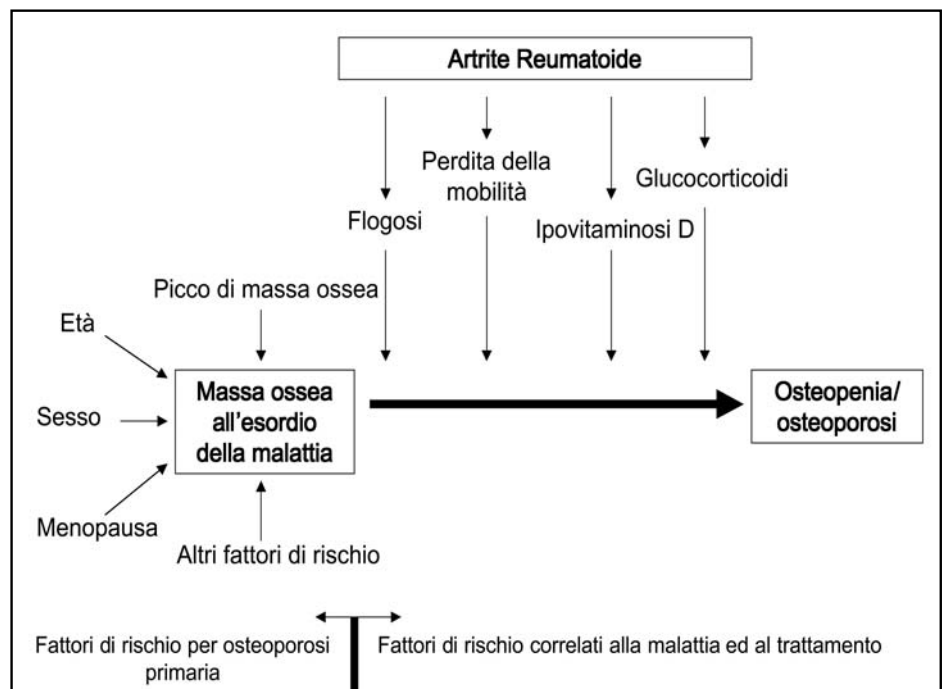 Artrite Reumatoide
Perdita della
mobilità
Glucocorticoidi
Flogosi
Ipovitaminosi D
Picco di massa ossea
Età
Massa ossea
all'esordio
della malattia
Osteopenia/
osteoporosi
Sesso
Menopausa
Altri fattori di rischio
Fattori di rischio per osteoporosi
primaria
Fattori di rischio correlati alla malattia ed al trattamento